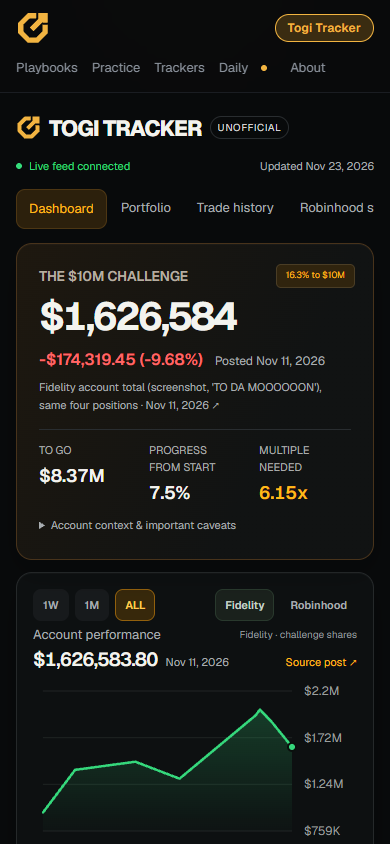 Togi Tracker
Playbooks Practice Trackers Daily About
TOGI TRACKER UNOFFICIAL
Live feed connected Updated Nov 23, 2026
Dashboard Portfolio Trade history Robinhood s
THE $10M CHALLENGE 16.3% to $10M
$1,626,584
-$174,319.45 (-9.68%) Posted Nov 11, 2026
Fidelity account total (screenshot, 'TO DA MOOOOOON'),
same four positions · Nov 11, 2026 ↗
TO GO
$8.37M
PROGRESS
FROM START
7.5%
MULTIPLE
NEEDED
6.15x
Account context & important caveats
1W 1M ALL Fidelity Robinhood
Account performance Fidelity · challenge shares
$1,626,583.80 Nov 11, 2026 Source post ↗
$2.2M
$1.72M
$1.24M
$759K